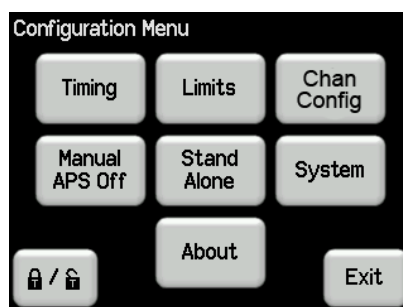 Configuration Menu
Timing
Limits
Chan
Config
Manual
APS Off
Stand
Alone
System
About
/
Exit